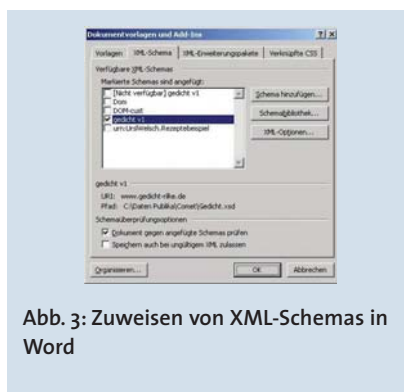 Dokumentvorlagen und Add-Ins
Vorlagen XML-Schema XML-Erweiterungspakete Verknüpfte CSS
Verfügbare XML-Schemas
Markierte Schemas sind angefügt:
[Nicht verfügbar] gedicht v1
Dom
DOM-cust
gedicht v1
urn:UrsWelsch.Rezeptebeispiel
Schema hinzufügen...
Schemabibliothek...
XML-Optionen...
gedicht v1
URI: www.gedicht-rilke.de
Pfad: C:\Daten Publika\Comet\Gedicht.xsd
Schemaüberprüfungsoptionen
Dokument gegen angefügte Schemas prüfen
Speichern auch bei ungültigem XML zulassen
Organisieren... OK Abbrechen
Abb. 3: Zuweisen von XML-Schemas in
Word